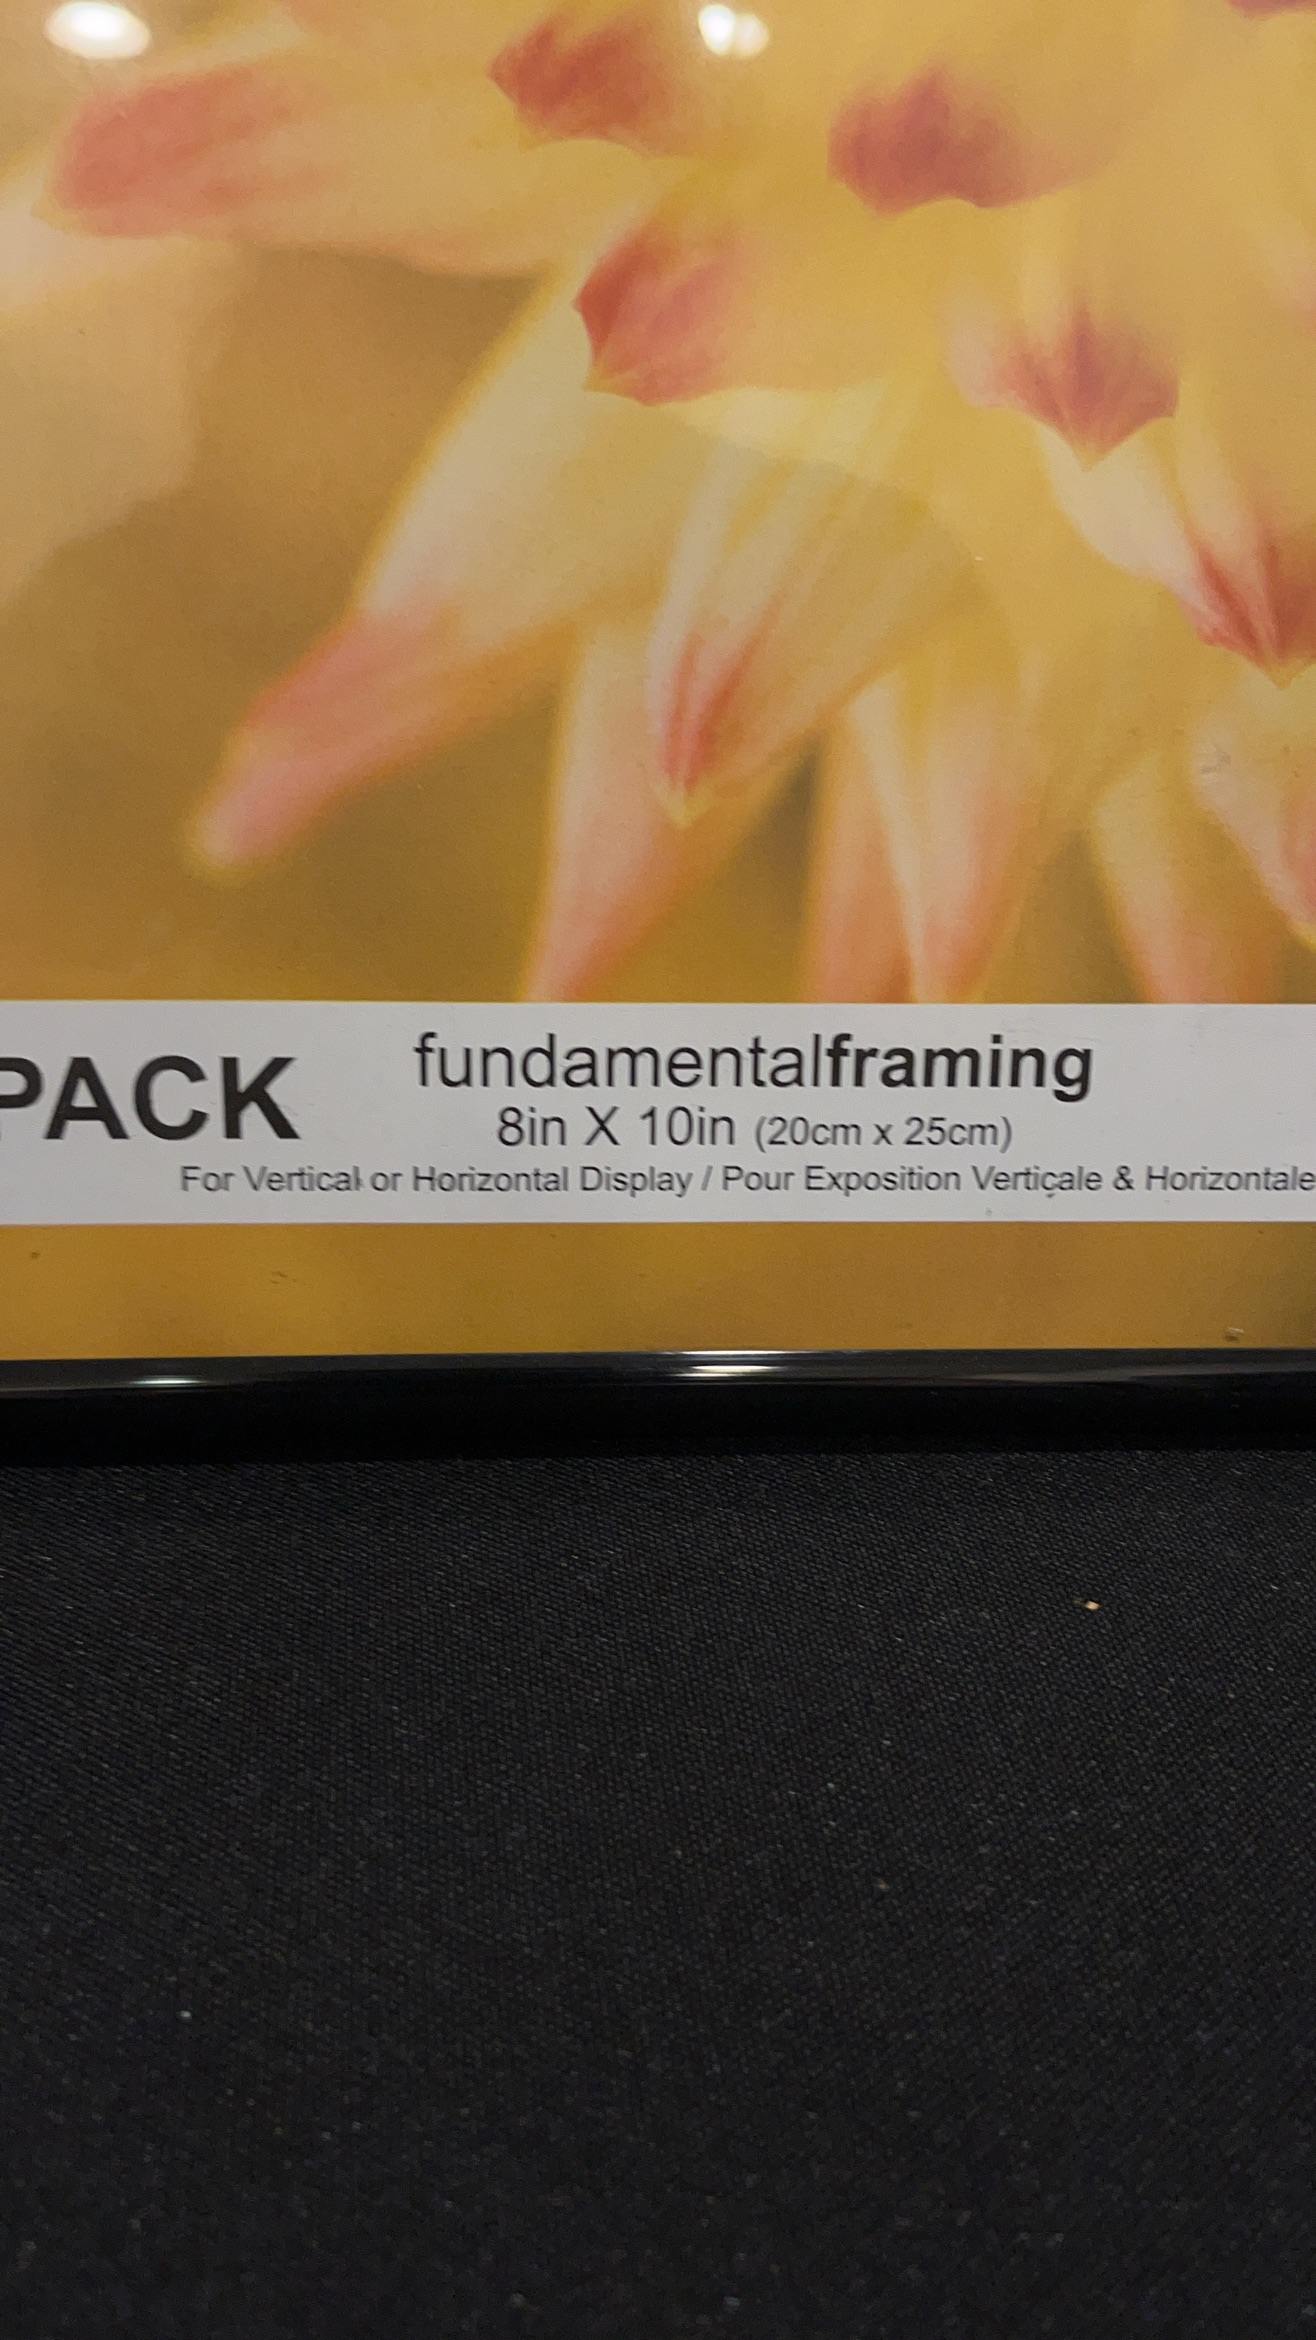 PACK
fundamentalframing
8in X 10in (20cm x 25cm)
For Vertical or Horizontal Display / Pour Exposition Verticale & Horizontale